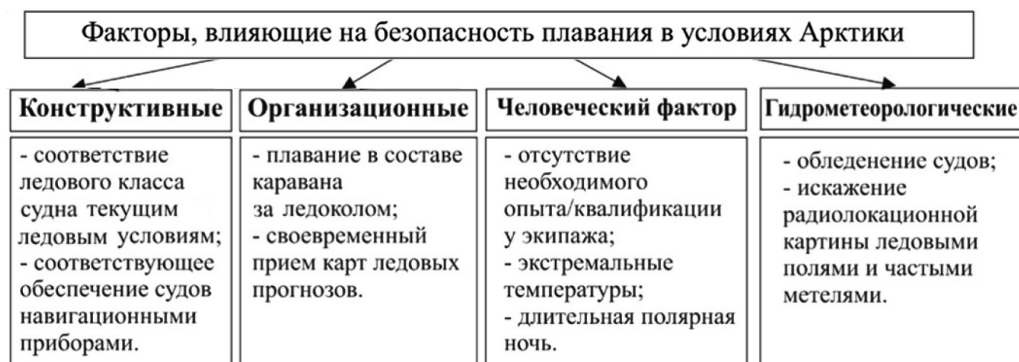 Факторы, влияющие на безопасность плавания в условиях Арктики
Конструктивные
- соответствие
ледового класса
судна текущим
ледовым условиям;
- соответствующее
обеспечение судов
навигационными
приборами.
Организационные
- плавание в составе
каравана
за ледоколом;
- своевременный
прием карт ледовых
прогнозов.
Человеческий фактор
- отсутствие
необходимого
опыта/квалификации
у экипажа;
- экстремальные
температуры;
- длительная полярная
ночь.
Гидрометеорологические
- обледенение судов;
- искажение
радиолокационной
картины ледовыми
полями и частыми
метелями.